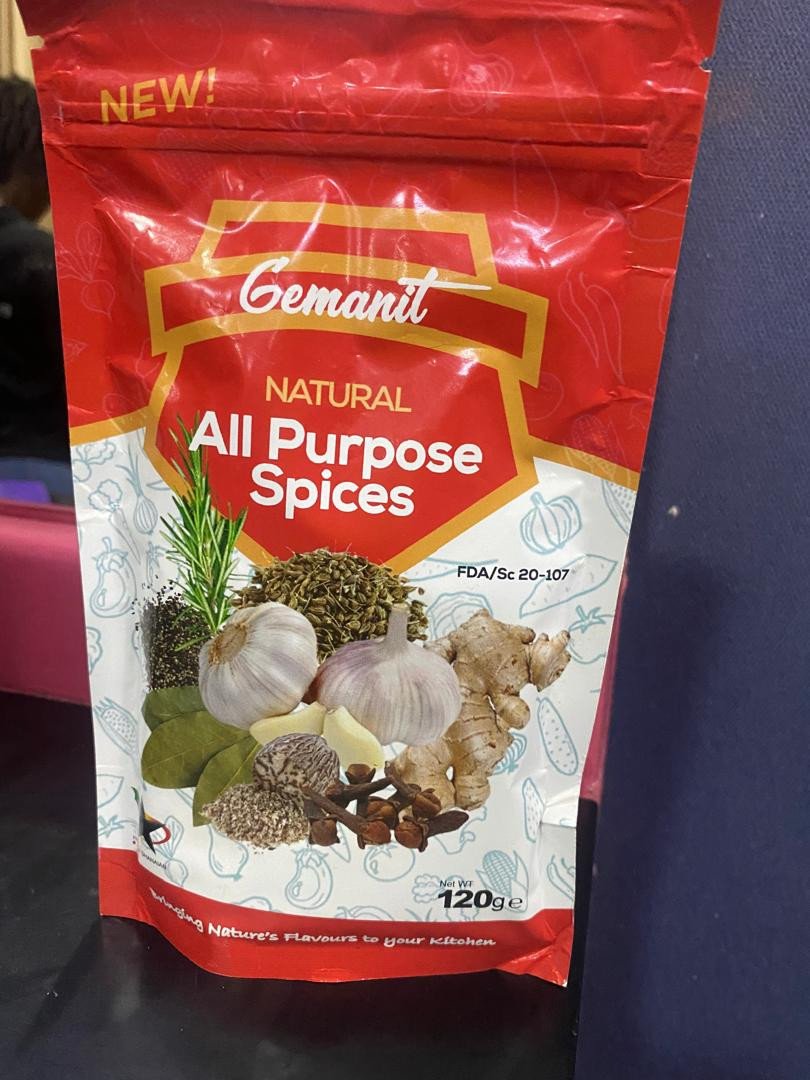 NEW!
Gemanit
NATURAL
All Purpose
Spices
FDA/Sc 20-107
Net WT
120g e
Bringing Nature's Flavours to your Kitchen